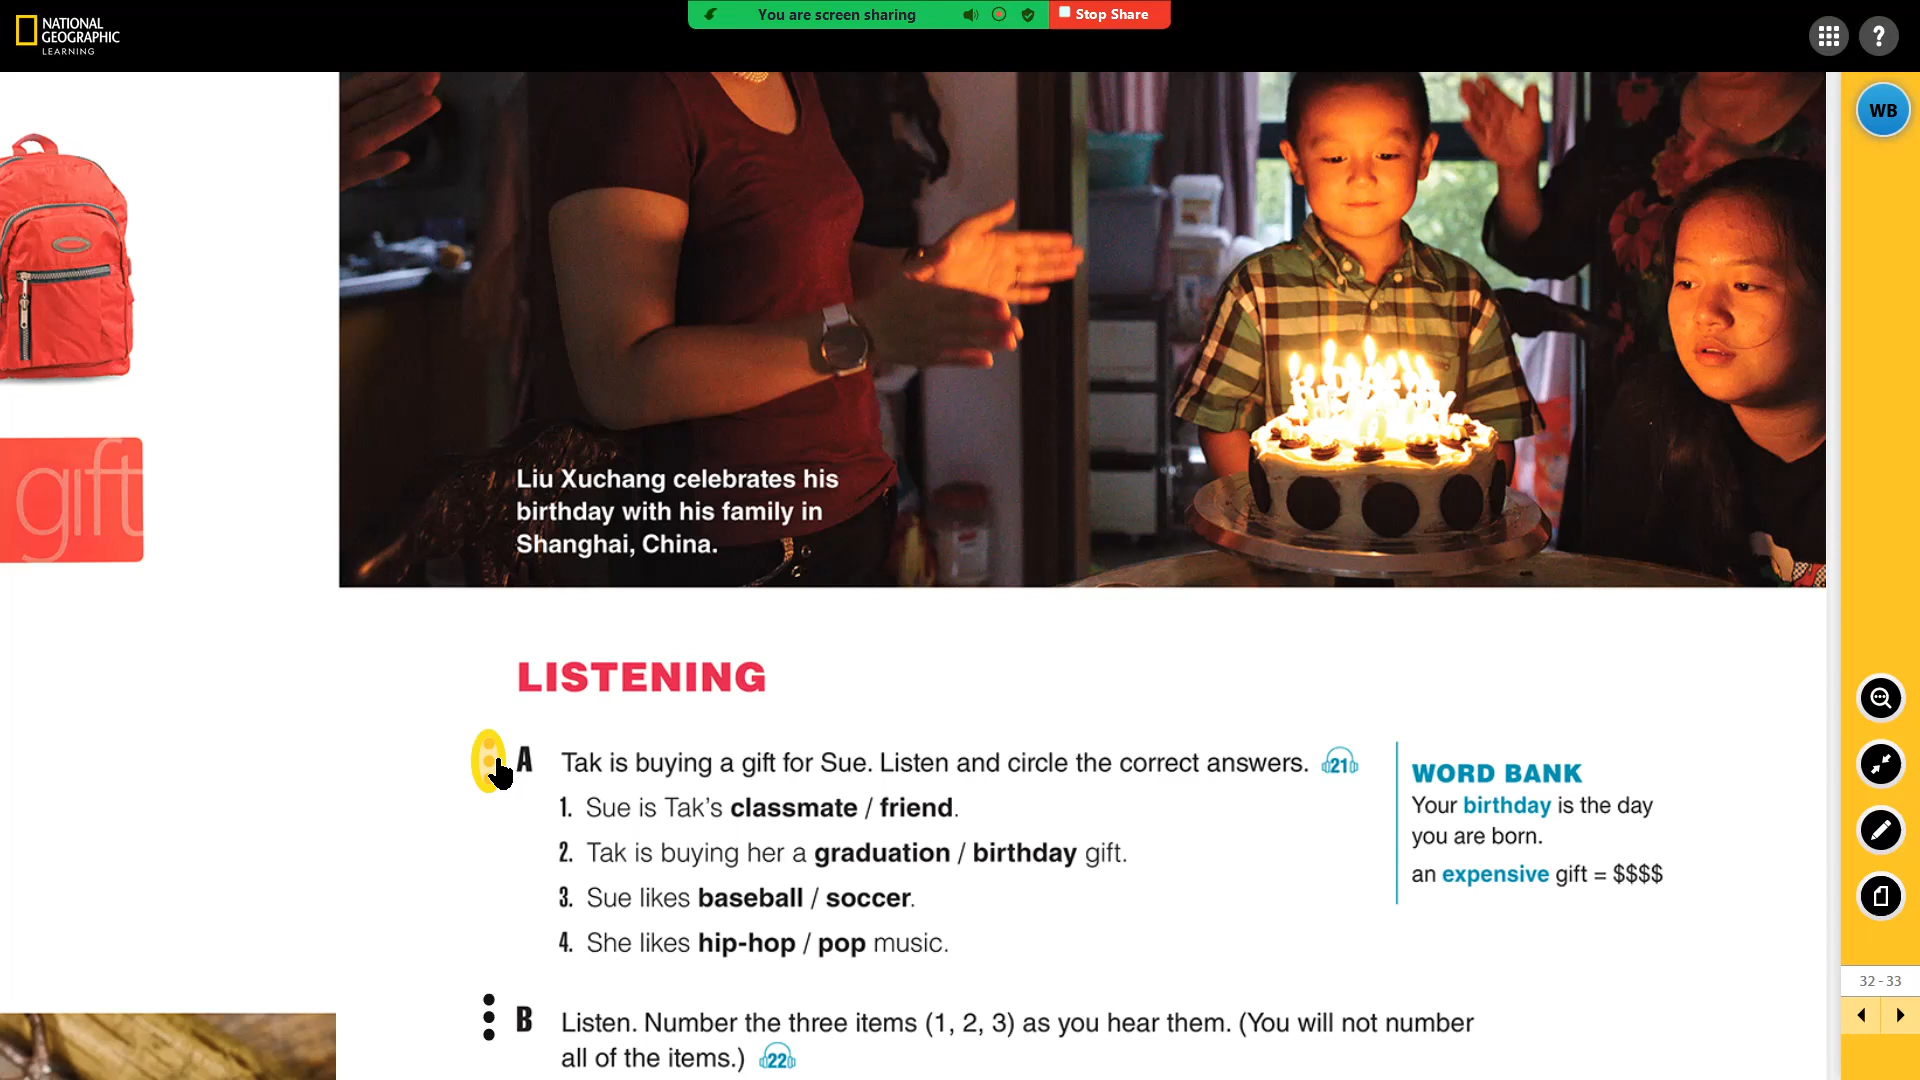 NATIONAL
GEOGRAPHIC
LEARNING
You are screen sharing
Stop Share
?
WB
gift
Liu Xuchang celebrates his
birthday with his family in
Shanghai, China.
LISTENING
A Tak is buying a gift for Sue. Listen and circle the correct answers. 21
1. Sue is Tak’s classmate / friend.
2. Tak is buying her a graduation / birthday gift.
3. Sue likes baseball / soccer.
4. She likes hip-hop / pop music.
WORD BANK
Your birthday is the day
you are born.
an expensive gift = $$$$
B Listen. Number the three items (1, 2, 3) as you hear them. (You will not number
all of the items.) 22
32 - 33